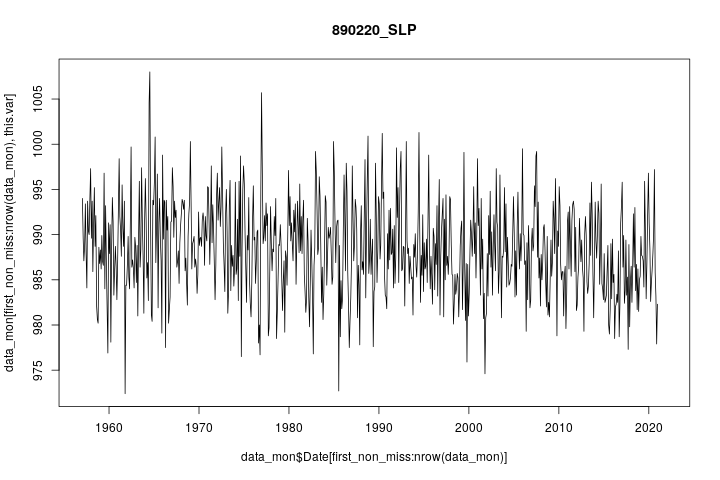 890220_SLP
data_mon[first_non_miss:nrow(data_mon), this.var]
1005
1000
995
990
985
980
975
1960 1970 1980 1990 2000 2010 2020
data_mon$Date[first_non_miss:nrow(data_mon)]